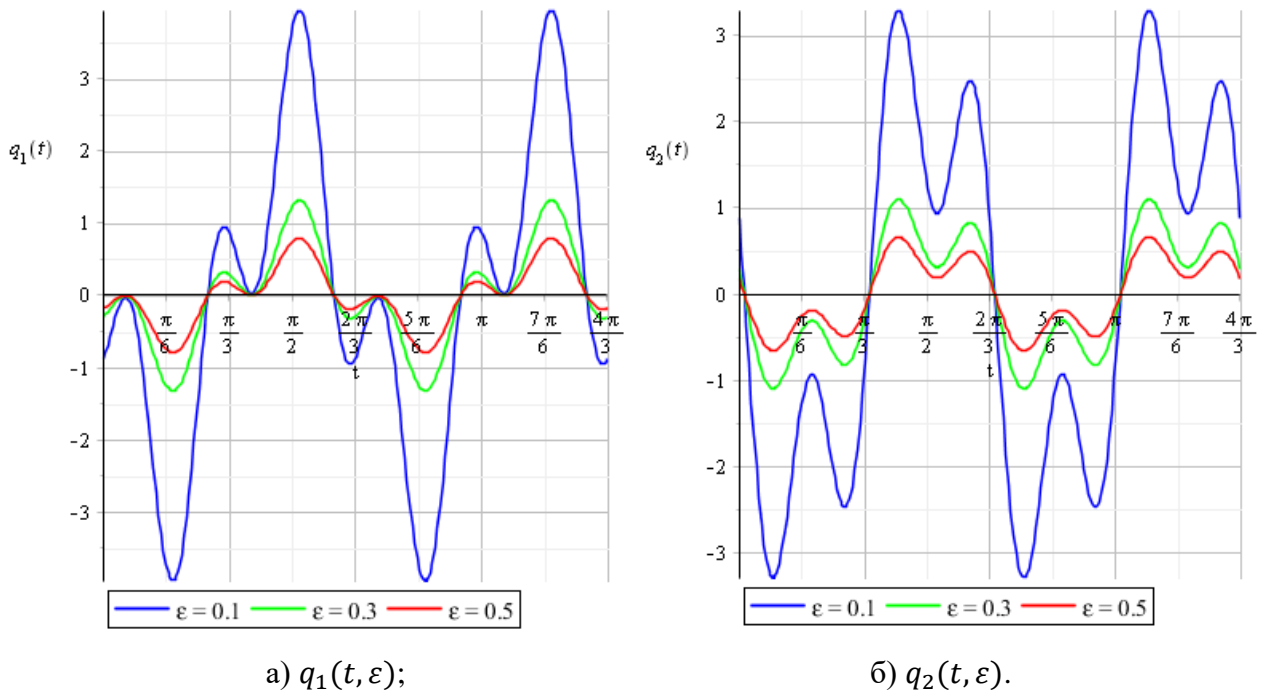 q₁(t)
3
2
1
0
-1
-2
-3
π/6
π/3
π/2
2π/3
5π/6
π
7π/6
4π/3
t
ε = 0.1 ε = 0.3 ε = 0.5
а) q₁(t, ε);
q₂(t)
3
2
1
0
-1
-2
-3
π/6
π/3
π/2
2π/3
5π/6
π
7π/6
4π/3
t
ε = 0.1 ε = 0.3 ε = 0.5
б) q₂(t, ε).